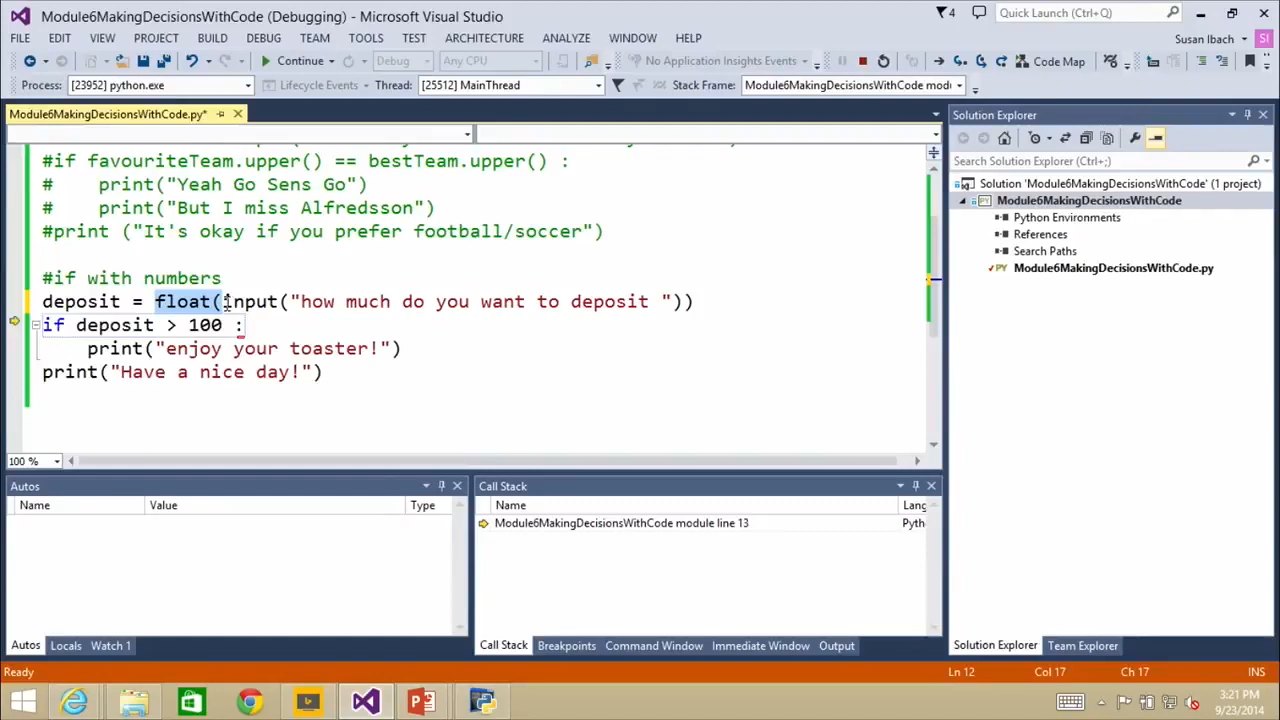 Module6MakingDecisionsWithCode (Debugging) - Microsoft Visual Studio
4
Quick Launch (Ctrl+Q)
FILE EDIT VIEW PROJECT BUILD DEBUG TEAM TOOLS TEST ARCHITECTURE ANALYZE WINDOW HELP
Susan Ibach SI
Continue Debug Any CPU No Application Insights Events Code Map
Process: [23952] python.exe Lifecycle Events Thread: [25512] MainThread Stack Frame: Module6MakingDecisionsWithCode modu
Module6MakingDecisionsWithCode.py*
#if favouriteTeam.upper() == bestTeam.upper() :
# print("Yeah Go Sens Go")
# print("But I miss Alfredsson")
#print ("It's okay if you prefer football/soccer")
#if with numbers
deposit = float(input("how much do you want to deposit "))
if deposit > 100 :
print("enjoy your toaster!")
print("Have a nice day!")
100 %
Solution Explorer
Search Solution Explorer (Ctrl+;)
Solution 'Module6MakingDecisionsWithCode' (1 project)
PY Module6MakingDecisionsWithCode
Python Environments
References
Search Paths
PY Module6MakingDecisionsWithCode.py
Autos
Name Value Type
Call Stack
Name Lang
Module6MakingDecisionsWithCode module line 13 Pytho
Autos Locals Watch 1
Call Stack Breakpoints Command Window Immediate Window Output
Solution Explorer Team Explorer
Ready
Ln 12 Col 17 Ch 17 INS
3:21 PM
9/23/2014